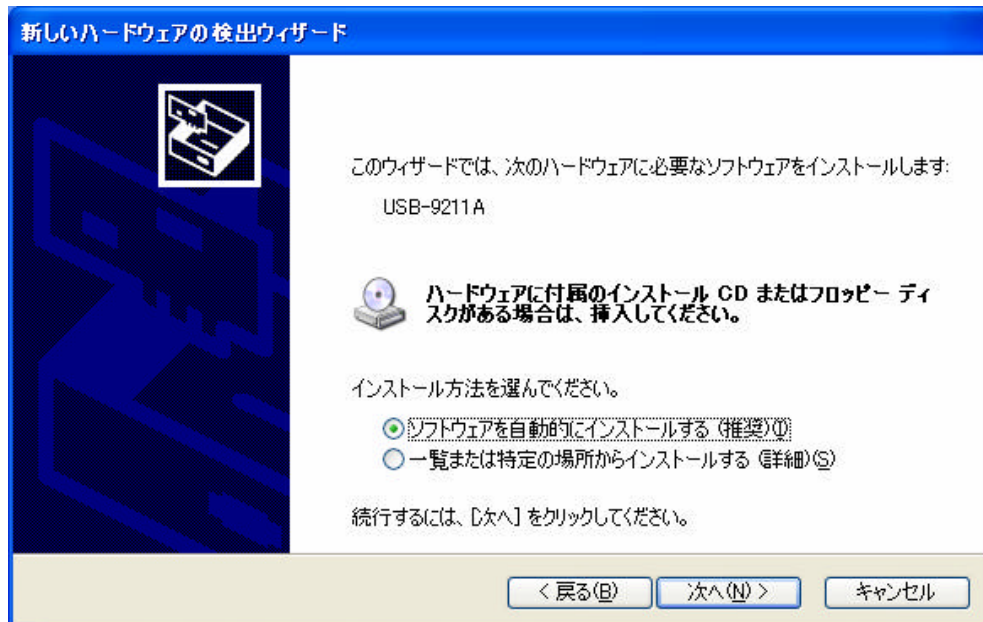 新しいハードウェアの検出ウィザード
このウィザードでは、次のハードウェアに必要なソフトウェアをインストールします:
USB-9211A
ハードウェアに付属のインストール CD またはフロッピー ディ
スクがある場合は、挿入してください。
インストール方法を選んでください。
ソフトウェアを自動的にインストールする (推奨)(I)
一覧または特定の場所からインストールする (詳細)(S)
続行するには、[次へ] をクリックしてください。
< 戻る(B) 次へ(N) > キャンセル